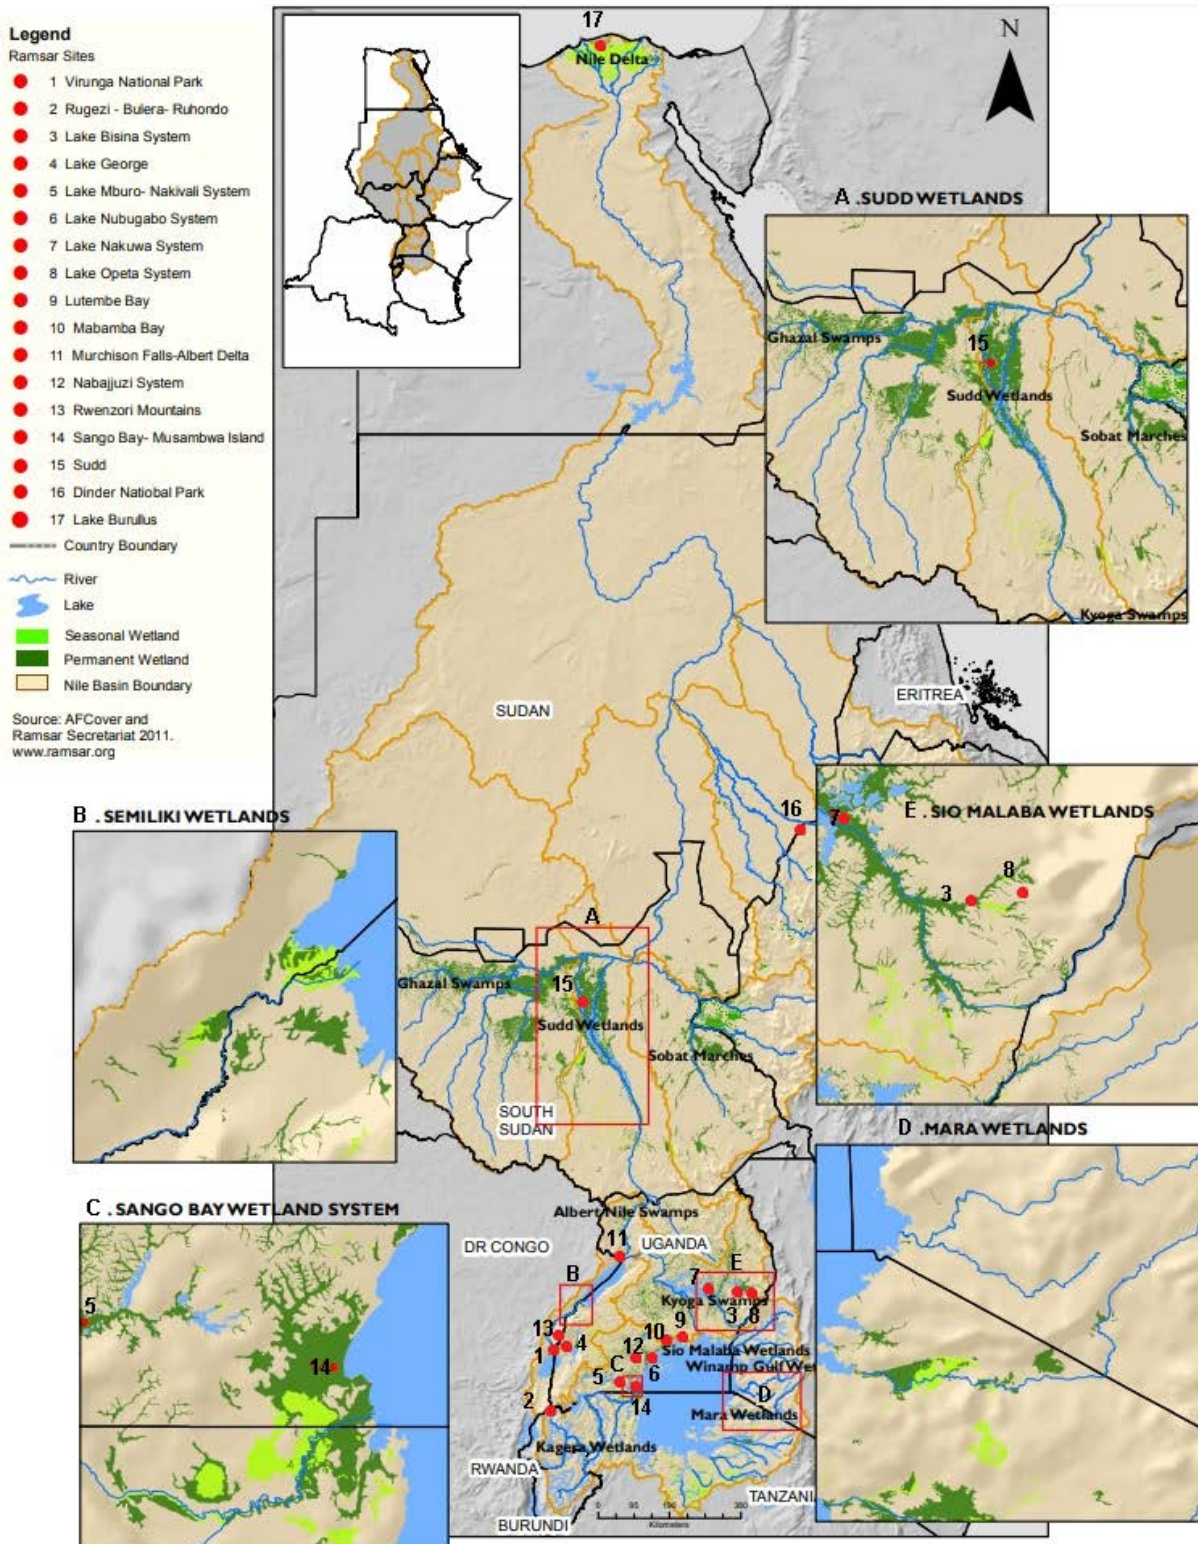 Legend
Ramsar Sites
1 Virunga National Park
2 Rugezi - Bulera- Ruhondo
3 Lake Bisina System
4 Lake George
5 Lake Mburo- Nakivali System
6 Lake Nubugabo System
7 Lake Nakuwa System
8 Lake Opeta System
9 Lutembe Bay
10 Mabamba Bay
11 Murchison Falls-Albert Delta
12 Nabajjuzi System
13 Rwenzori Mountains
14 Sango Bay- Musambwa Island
15 Sudd
16 Dinder Natiobal Park
17 Lake Burullus
Country Boundary
River
Lake
Seasonal Wetland
Permanent Wetland
Nile Basin Boundary
Source: AFCover and
Ramsar Secretariat 2011.
www.ramsar.org
17
Nile Delta
N
A .SUDD WETLANDS
Ghazal Swamps
15
Sudd Wetlands
Sobat Marches
Kyoga Swamps
ERITREA
SUDAN
16
B . SEMILIKI WETLANDS
7
E . SIO MALABA WETLANDS
8
3
A
Ghazal Swamps
15
Sudd Wetlands
Sobat Marches
SOUTH
SUDAN
D .MARA WETLANDS
C . SANGO BAY WETLAND SYSTEM
5
14
Albert Nile Swamps
DR CONGO
11
UGANDA
B
7
E
Kyoga Swamps
3
8
13
1
4
10
9
Sio Malaba Wetlands
12
Winamp Gulf Wet
5
C
6
D
2
14
Mara Wetlands
Kagera Wetlands
RWANDA
TANZANI
0 95 190 380
Kilometers
BURUNDI